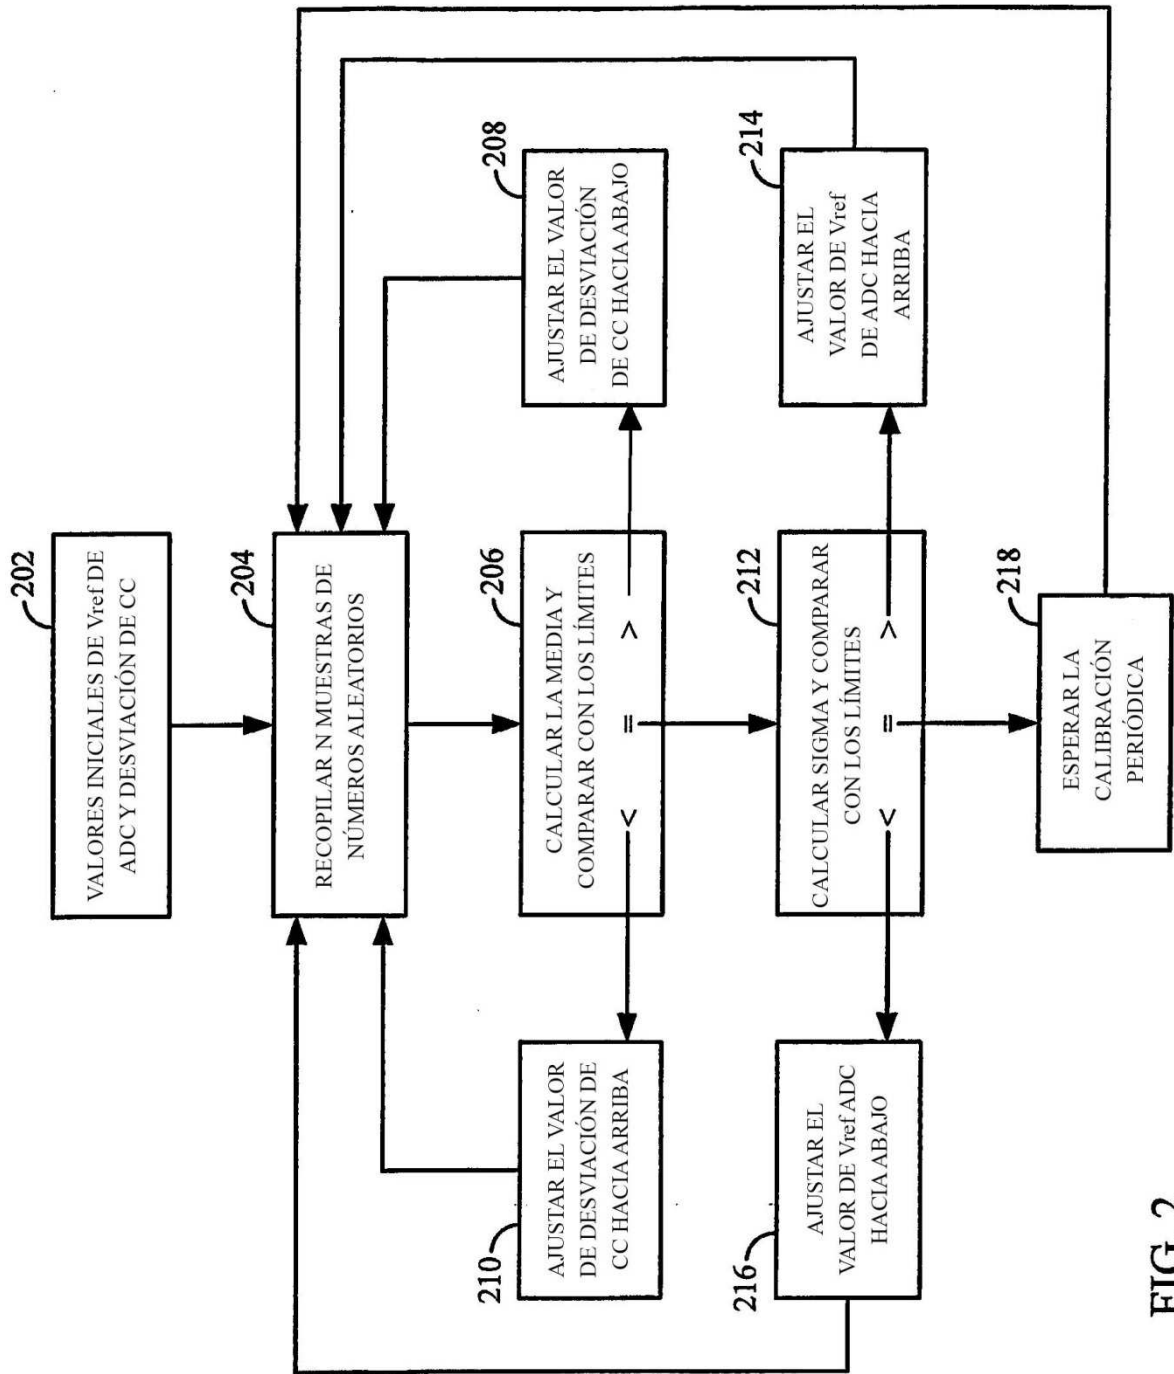 202
VALORES INICIALES DE Vref DE
ADC Y DESVIACIÓN DE CC
204
RECOPILAR N MUESTRAS DE
NÚMEROS ALEATORIOS
206
CALCULAR LA MEDIA Y
COMPARAR CON LOS LÍMITES
< = >
208
AJUSTAR EL VALOR
DE DESVIACIÓN
DE CC HACIA ABAJO
210
AJUSTAR EL VALOR
DE DESVIACIÓN DE
CC HACIA ARRIBA
212
CALCULAR SIGMA Y COMPARAR
CON LOS LÍMITES
< = >
214
AJUSTAR EL
VALOR DE Vref
DE ADC HACIA
ARRIBA
216
AJUSTAR EL
VALOR DE Vref ADC
HACIA ABAJO
218
ESPERAR LA
CALIBRACIÓN
PERIÓDICA
FIG. 2